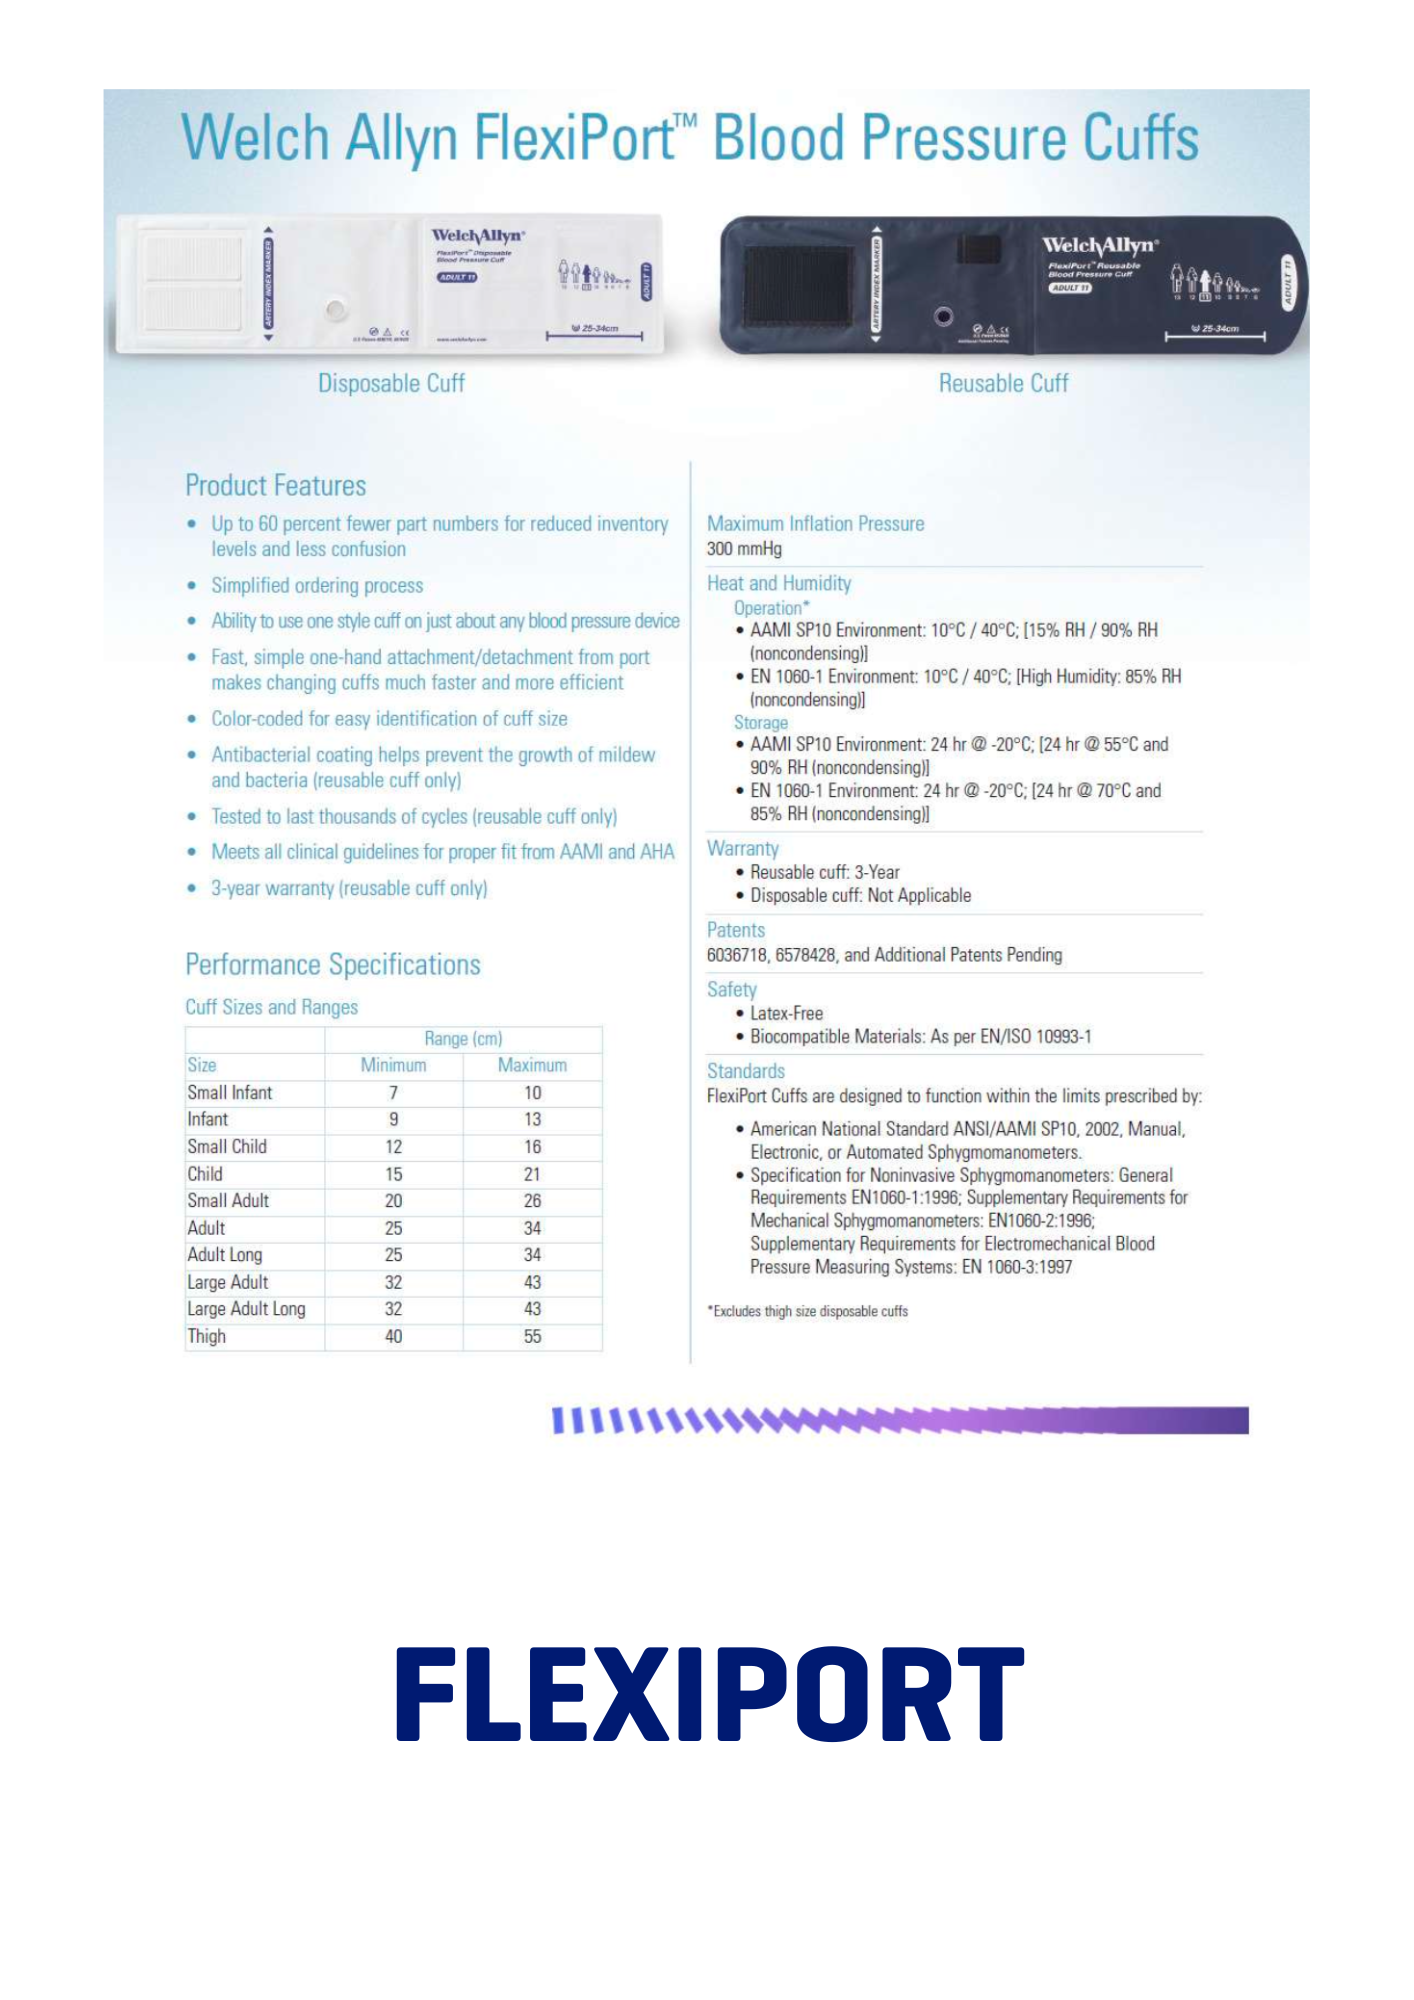 Welch Allyn FlexiPort™ Blood Pressure Cuffs
ARTERY INDEX MARKER
WelchAllyn®
FlexiPort™ Disposable
Blood Pressure Cuff
ADULT 11
ADULT 11
25-34cm
Disposable Cuff
ARTERY INDEX MARKER
WelchAllyn®
FlexiPort™ Reusable
Blood Pressure Cuff
ADULT 11
ADULT 11
25-34cm
Reusable Cuff
Product Features
• Up to 60 percent fewer part numbers for reduced inventory
levels and less confusion
• Simplified ordering process
• Ability to use one style cuff on just about any blood pressure device
• Fast, simple one-hand attachment/detachment from port
makes changing cuffs much faster and more efficient
• Color-coded for easy identification of cuff size
• Antibacterial coating helps prevent the growth of mildew
and bacteria (reusable cuff only)
• Tested to last thousands of cycles (reusable cuff only)
• Meets all clinical guidelines for proper fit from AAMI and AHA
• 3-year warranty (reusable cuff only)
Performance Specifications
Cuff Sizes and Ranges
Range (cm)
Size Minimum Maximum
Small Infant 7 10
Infant 9 13
Small Child 12 16
Child 15 21
Small Adult 20 26
Adult 25 34
Adult Long 25 34
Large Adult 32 43
Large Adult Long 32 43
Thigh 40 55
Maximum Inflation Pressure
300 mmHg
Heat and Humidity
Operation*
• AAMI SP10 Environment: 10°C / 40°C; [15% RH / 90% RH
(noncondensing)]
• EN 1060-1 Environment: 10°C / 40°C; [High Humidity: 85% RH
(noncondensing)]
Storage
• AAMI SP10 Environment: 24 hr @ -20°C; [24 hr @ 55°C and
90% RH (noncondensing)]
• EN 1060-1 Environment: 24 hr @ -20°C; [24 hr @ 70°C and
85% RH (noncondensing)]
Warranty
• Reusable cuff: 3-Year
• Disposable cuff: Not Applicable
Patents
6036718, 6578428, and Additional Patents Pending
Safety
• Latex-Free
• Biocompatible Materials: As per EN/ISO 10993-1
Standards
FlexiPort Cuffs are designed to function within the limits prescribed by:
• American National Standard ANSI/AAMI SP10, 2002, Manual,
Electronic, or Automated Sphygmomanometers.
• Specification for Noninvasive Sphygmomanometers: General
Requirements EN1060-1:1996; Supplementary Requirements for
Mechanical Sphygmomanometers: EN1060-2:1996;
Supplementary Requirements for Electromechanical Blood
Pressure Measuring Systems: EN 1060-3:1997
*Excludes thigh size disposable cuffs
FLEXIPORT